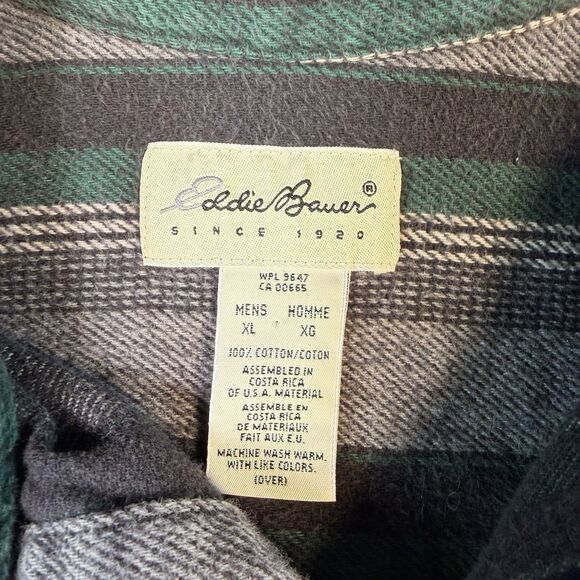 Eddie Bauer®
SINCE 1920
WPL 9647
CA 00665
MENS HOMME
XL XG
100% COTTON/COTON
ASSEMBLED IN
COSTA RICA
OF U.S.A. MATERIAL
ASSEMBLE EN
COSTA RICA
DE MATERIAUX
FAIT AUX E.U.
MACHINE WASH WARM.
WITH LIKE COLORS.
(OVER)